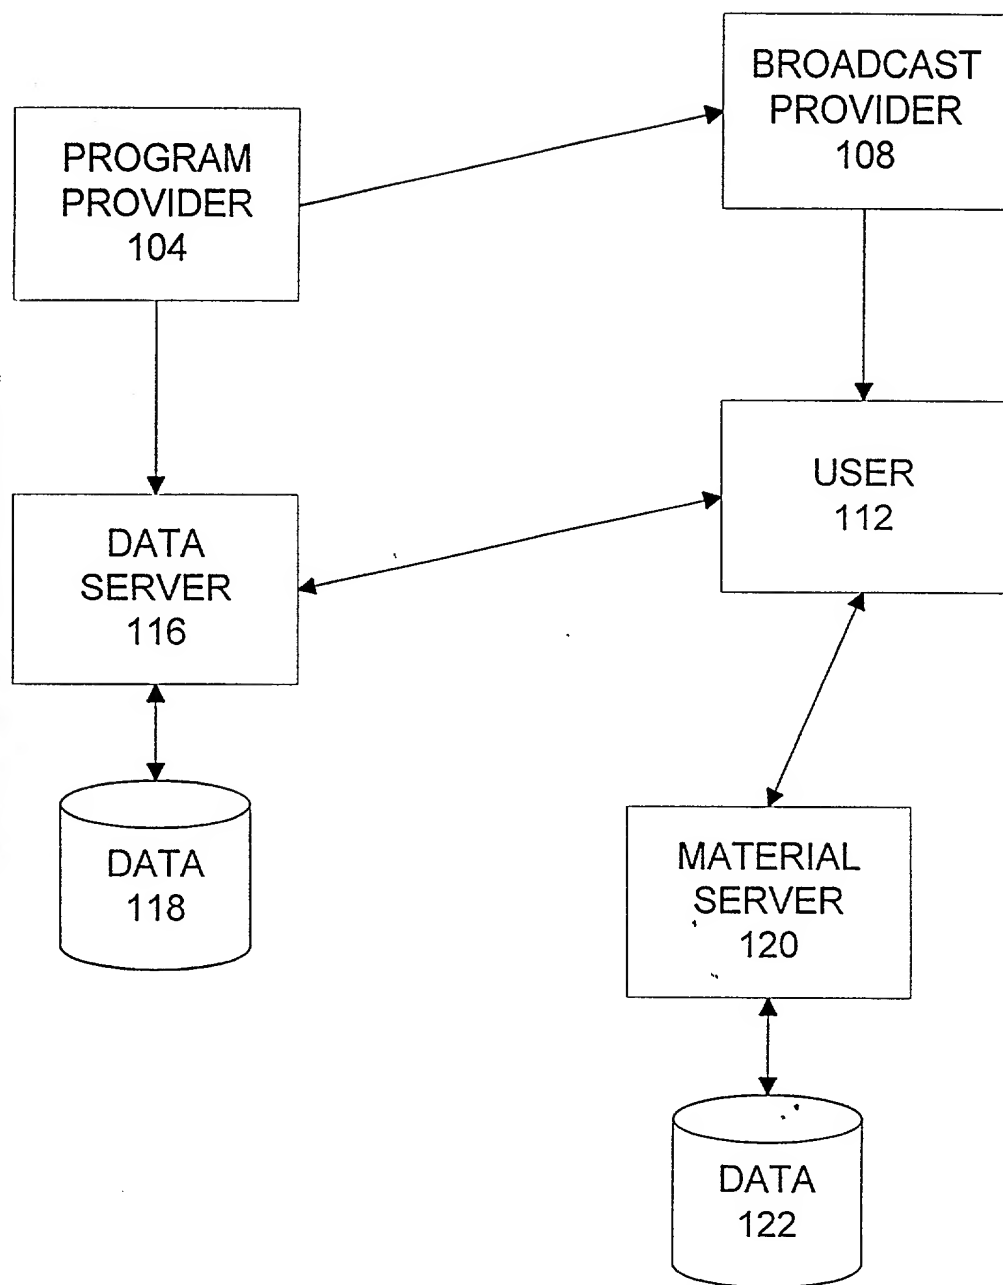 BROADCAST
PROVIDER
108
PROGRAM
PROVIDER
104
USER
112
DATA
SERVER
116
DATA
118
MATERIAL
SERVER
120
DATA
122